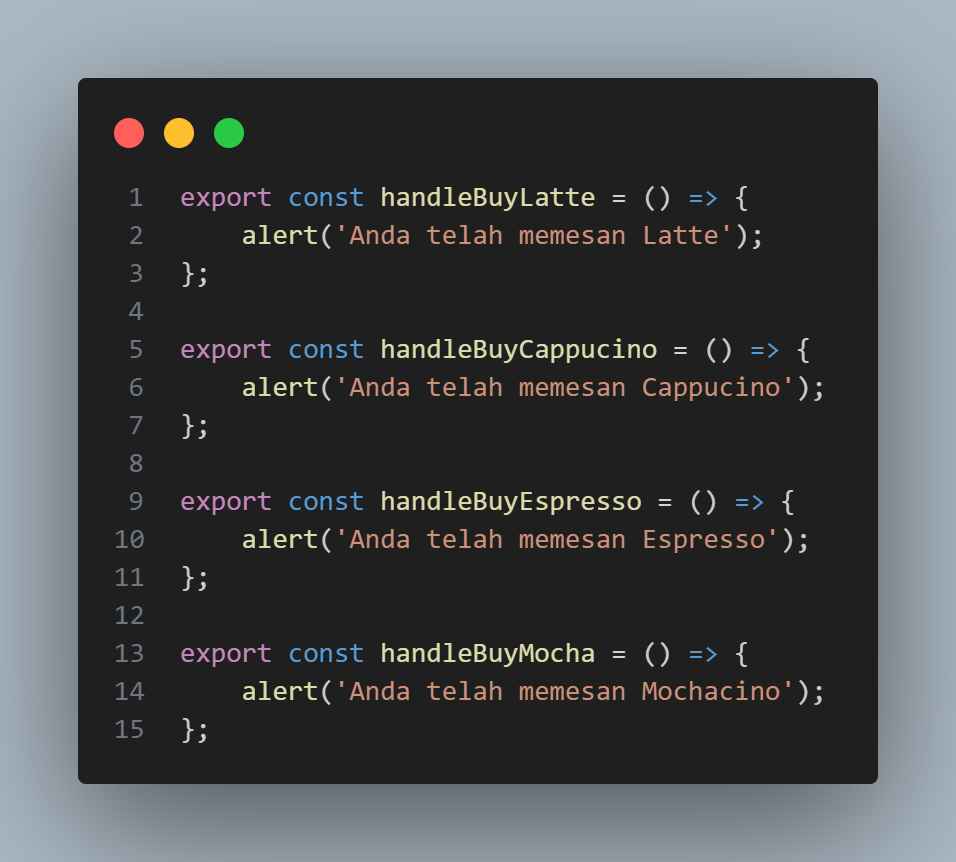 1 export const handleBuyLatte = () => {
2     alert('Anda telah memesan Latte');
3 };
4
5 export const handleBuyCappucino = () => {
6     alert('Anda telah memesan Cappucino');
7 };
8
9 export const handleBuyEspresso = () => {
10     alert('Anda telah memesan Espresso');
11 };
12
13 export const handleBuyMocha = () => {
14     alert('Anda telah memesan Mochacino');
15 };